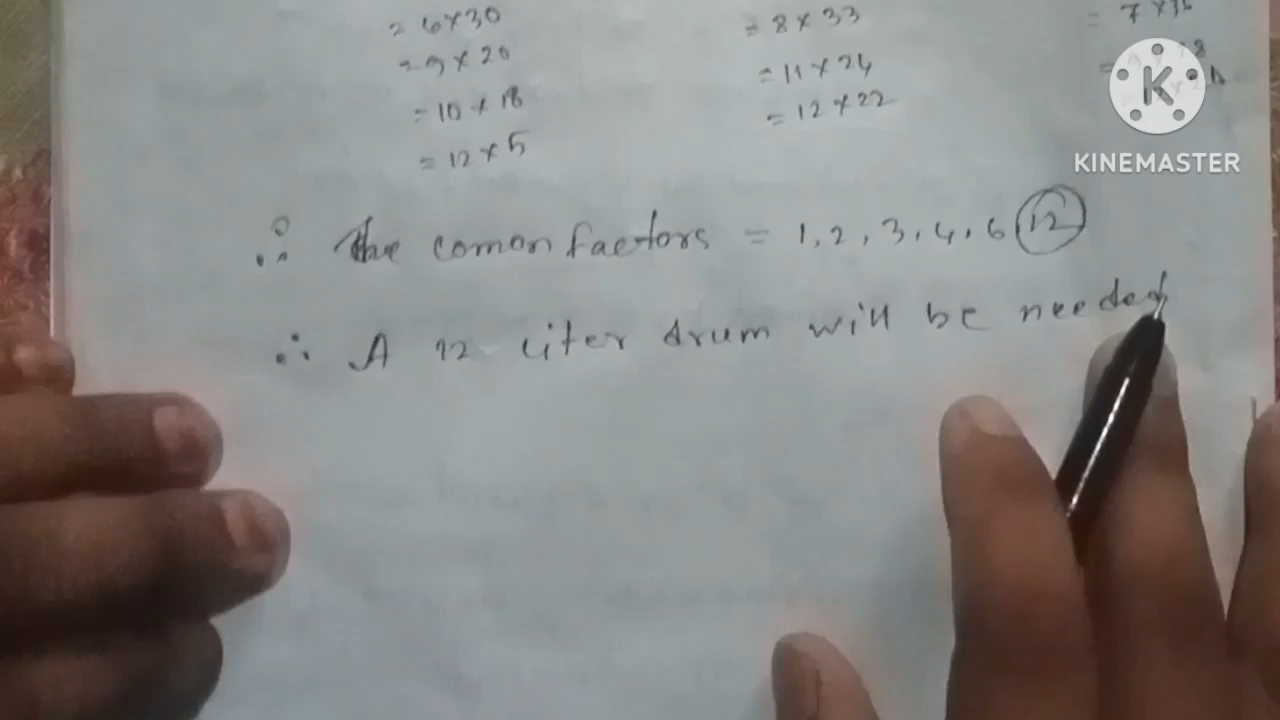 = 6 × 30
= 8 × 33
= 9 × 20
= 11 × 24
= 10 × 18
= 12 × 22
= 12 × 5
KINEMASTER
∴ The comon factors = 1, 2, 3, 4, 6 12
∴ A 12 liter drum will be needed